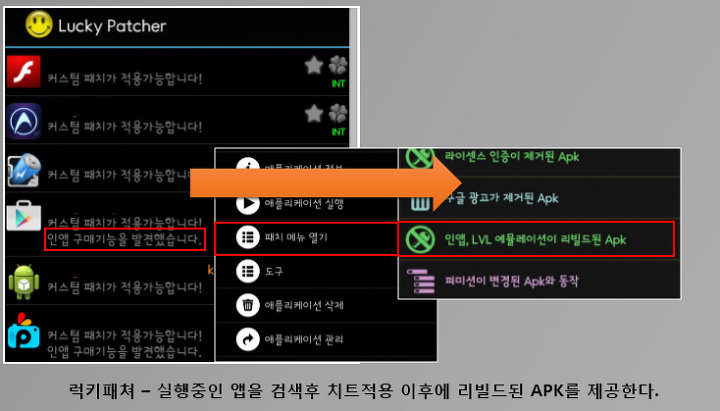 Lucky Patcher
커스텀 패치가 적용가능합니다!
INT
커스텀 패치가 적용가능합니다!
INT
커스텀 패치가 적용가능합니다!
커스텀 패치가 적용가능합니다!
인앱 구매기능을 발견했습니다.
k
커스텀 패치가 적용가능합니다!
커스텀 패치가 적용가능합니다!
인앱 구매기능을 발견했습니다.
애플리케이션 정보
애플리케이션 실행
패치 메뉴 열기
도구
애플리케이션 삭제
애플리케이션 관리
라이센스 인증이 제거된 Apk
구글 광고가 제거된 Apk
인앱, LVL 에뮬레이션이 리빌드된 Apk
퍼미션이 변경된 Apk와 동작
럭키패쳐 – 실행중인 앱을 검색후 치트적용 이후에 리빌드된 APK를 제공한다.